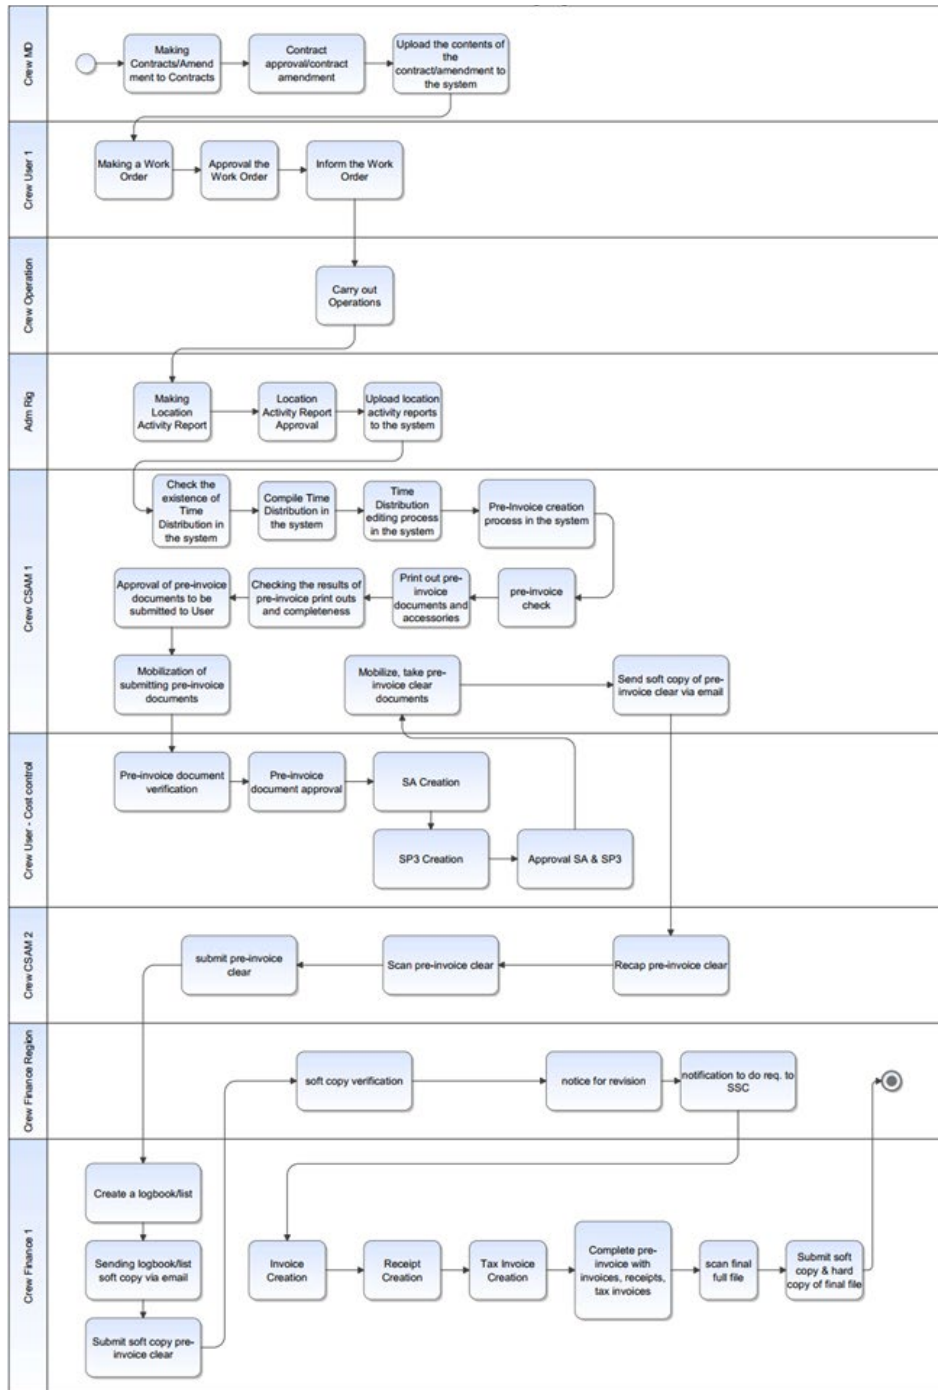 Crew MD
Making
Contracts/Amend
ment to Contracts
Contract
approval/contract
amendment
Upload the contents of
the
contract/amendment to
the system
Crew User 1
Making a Work
Order
Approval the
Work Order
Inform the Work
Order
Crew Operation
Carry out
Operations
Adm Rig
Making
Location
Activity Report
Location
Activity Report
Approval
Upload location
activity reports
to the system
Crew CSAM 1
Check the
existence of
Time
Distribution in
the system
Compile Time
Distribution in
the system
Time
Distribution
editing process
in the system
Pre-Invoice creation
process in the system
Approval of pre-invoice
documents to be
submitted to User
Checking the results of
pre-invoice print outs
and completeness
Print out pre-
invoice
documents and
accessories
pre-invoice
check
Mobilization of
submitting pre-invoice
documents
Mobilize, take pre-
invoice clear
documents
Send soft copy of pre-
invoice clear via email
Crew User - Cost control
Pre-invoice document
verification
Pre-invoice
document approval
SA Creation
SP3 Creation
Approval SA & SP3
Crew CSAM 2
submit pre-invoice
clear
Scan pre-invoice clear
Recap pre-invoice clear
Crew Finance Region
soft copy verification
notice for revision
notification to do req. to
SSC
Crew Finance 1
Create a logbook/list
Sending logbook/list
soft copy via email
Submit soft copy pre-
invoice clear
Invoice
Creation
Receipt
Creation
Tax Invoice
Creation
Complete pre-
invoice with
invoices, receipts,
tax invoices
scan final
full file
Submit soft
copy & hard
copy of final file